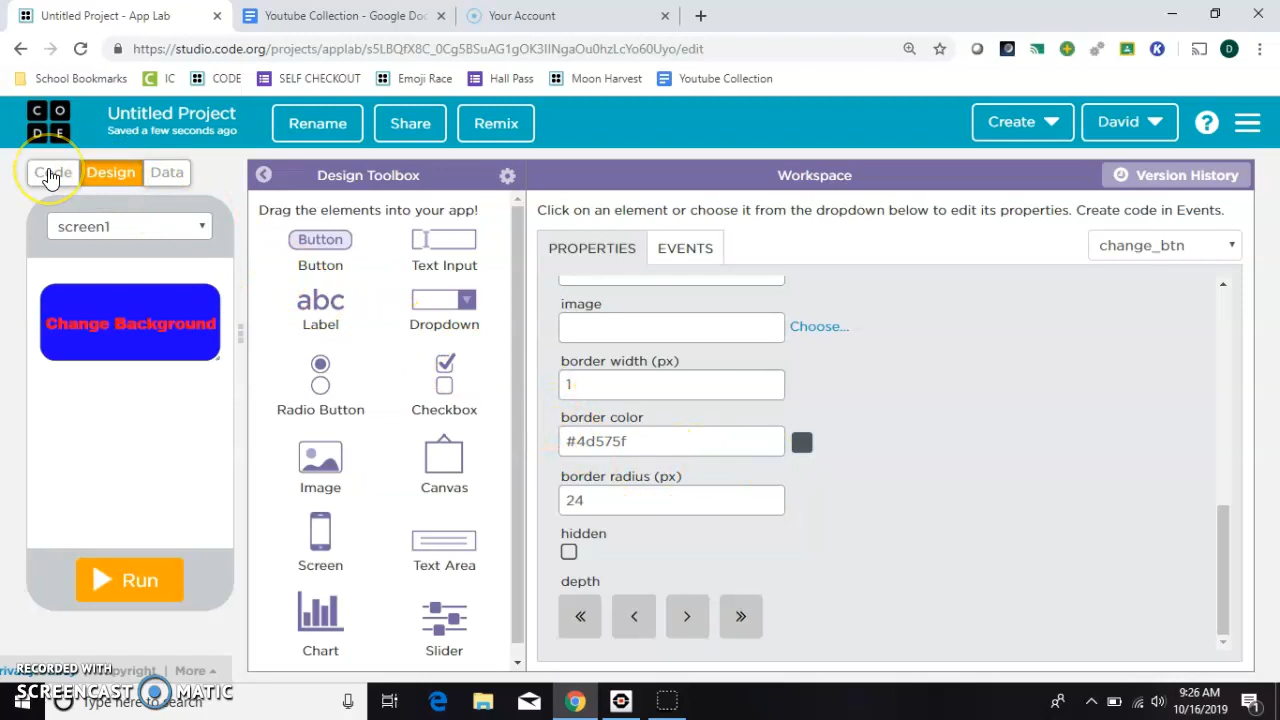 Untitled Project - App Lab
Youtube Collection - Google Doc
Your Account
https://studio.code.org/projects/applab/s5LBQfX8C_0Cg5BSuAG1gOK3IINgaOu0hzLcYo60Uyo/edit
D
School Bookmarks
IC
CODE
SELF CHECKOUT
Emoji Race
Hall Pass
Moon Harvest
Youtube Collection
C O
D E
Untitled Project
Saved a few seconds ago
Rename
Share
Remix
Create
David
?
Code
Design
Data
Design Toolbox
Workspace
Version History
screen1
Drag the elements into your app!
Click on an element or choose it from the dropdown below to edit its properties. Create code in Events.
Button
Button
Text Input
PROPERTIES
EVENTS
change_btn
abc
Label
Dropdown
Change Background
image
Choose...
Radio Button
Checkbox
border width (px)
1
border color
#4d575f
Image
Canvas
border radius (px)
24
hidden
Screen
Text Area
depth
Run
Chart
Slider
Copyright
More
RECORDED WITH
SCREENCAST MATIC
Type here to search
9:26 AM
10/16/2019
1